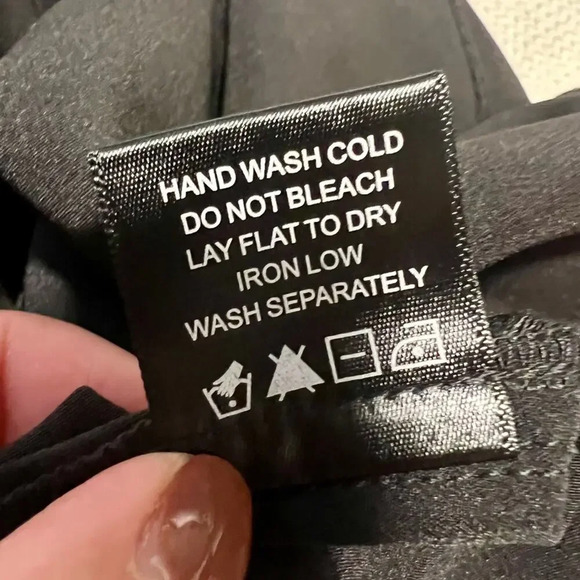 HAND WASH COLD
DO NOT BLEACH
LAY FLAT TO DRY
IRON LOW
WASH SEPARATELY